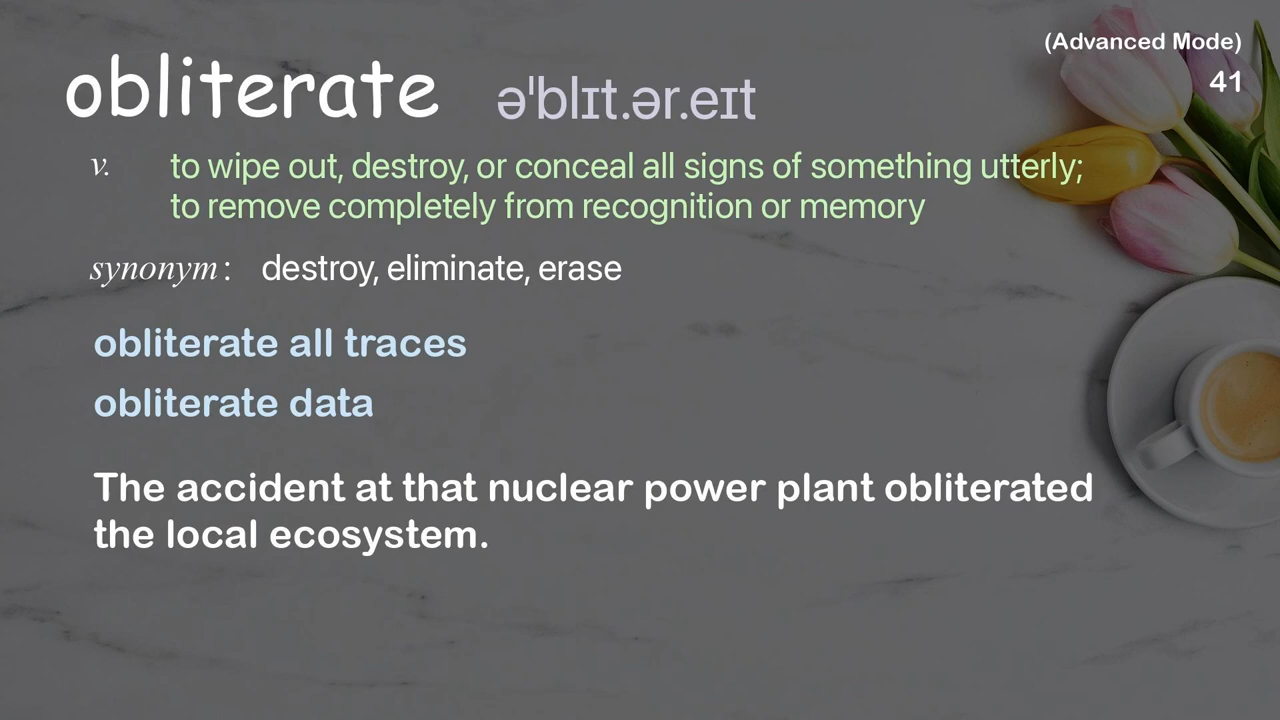 (Advanced Mode)
41
obliterate əˈblɪt.ər.eɪt
v. to wipe out, destroy, or conceal all signs of something utterly;
to remove completely from recognition or memory
synonym : destroy, eliminate, erase
obliterate all traces
obliterate data
The accident at that nuclear power plant obliterated
the local ecosystem.